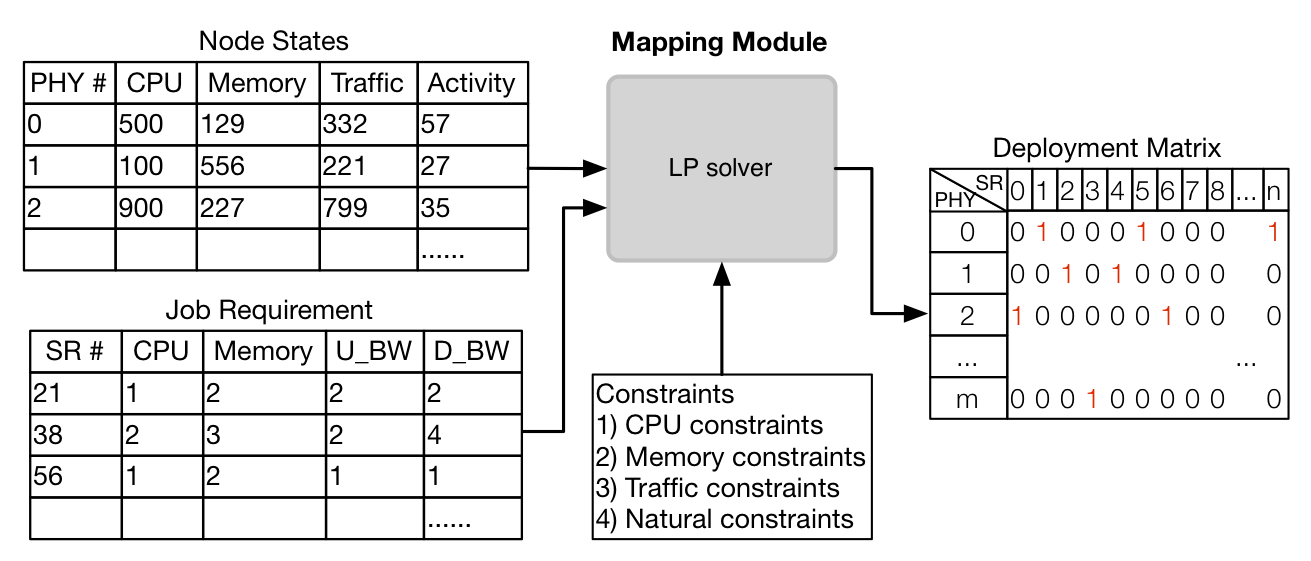 Node States
PHY # CPU Memory Traffic Activity
0 500 129 332 57
1 100 556 221 27
2 900 227 799 35
......
Job Requirement
SR # CPU Memory U_BW D_BW
21 1 2 2 2
38 2 3 2 4
56 1 2 1 1
......
Mapping Module
LP solver
Constraints
1) CPU constraints
2) Memory constraints
3) Traffic constraints
4) Natural constraints
Deployment Matrix
PHY SR 0 1 2 3 4 5 6 7 8 ... n
0 0 1 0 0 0 1 0 0 0 1
1 0 0 1 0 1 0 0 0 0 0
2 1 0 0 0 0 0 1 0 0 0
... ...
m 0 0 0 1 0 0 0 0 0 0